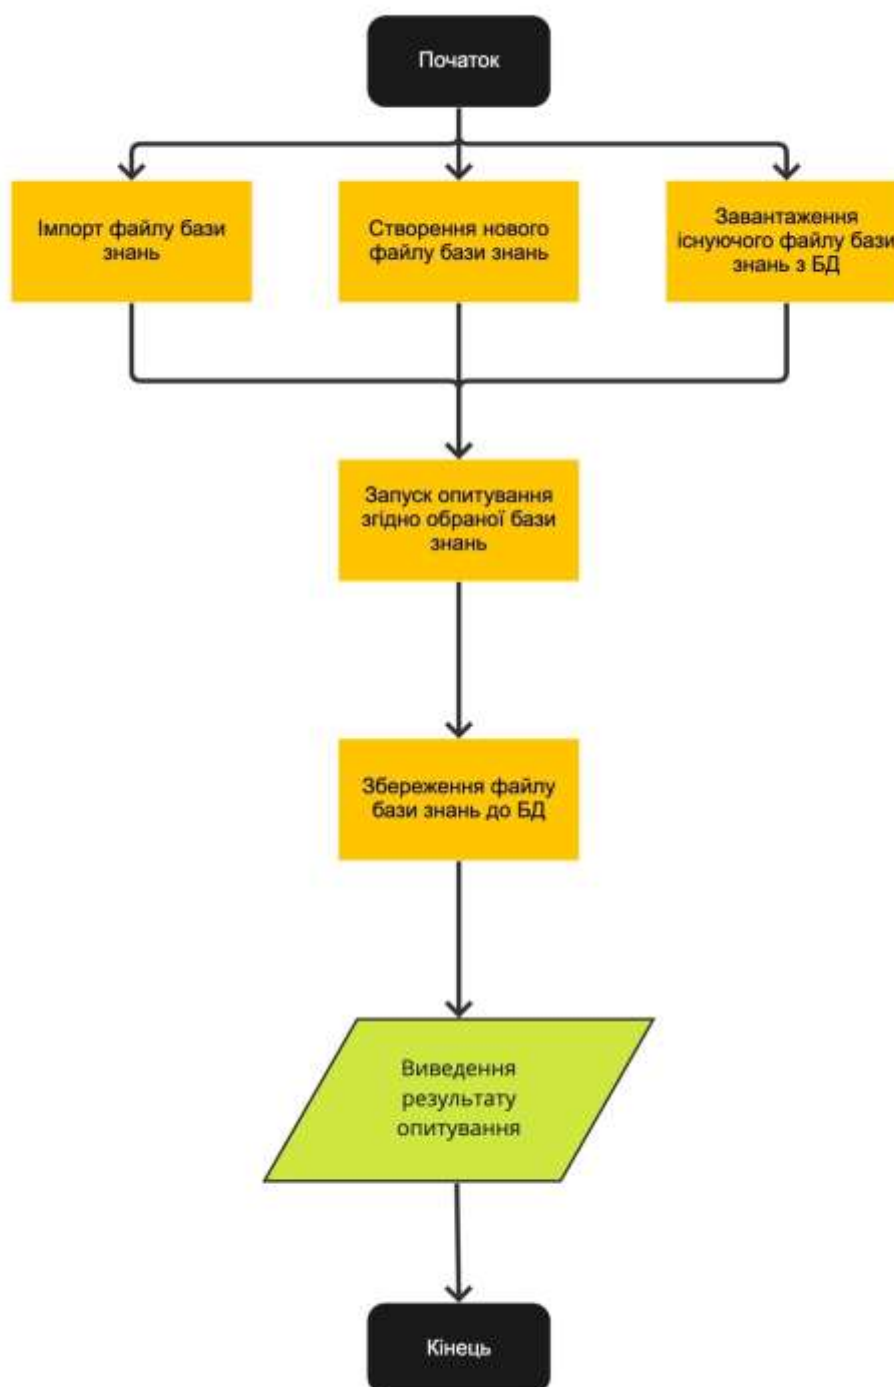 Початок
Імпорт файлу бази
знань
Створення нового
файлу бази знань
Завантаження
існуючого файлу бази
знань з БД
Запуск опитування
згідно обраної бази
знань
Збереження файлу
бази знань до БД
Виведення
результату
опитування
Кінець